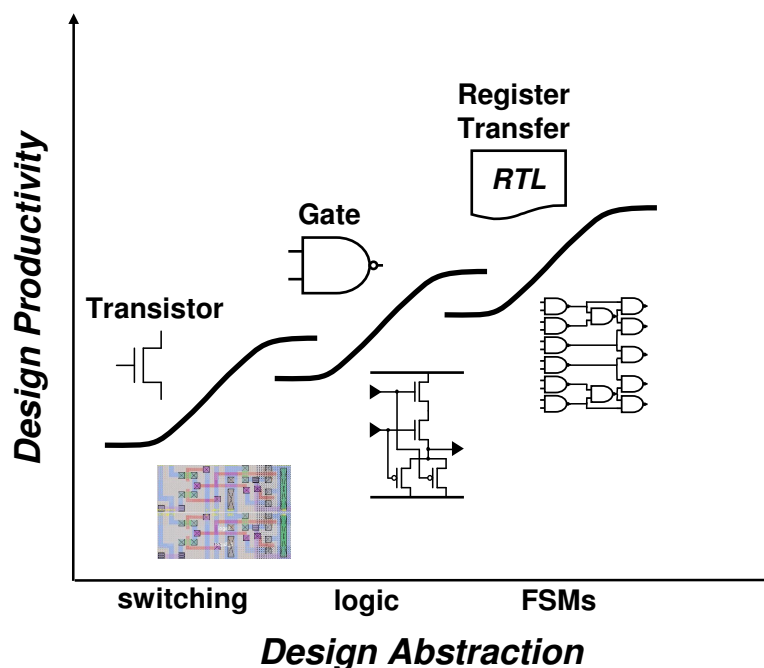 Register
Transfer
RTL
Gate
Transistor
Design Productivity
switching
logic
FSMs
Design Abstraction